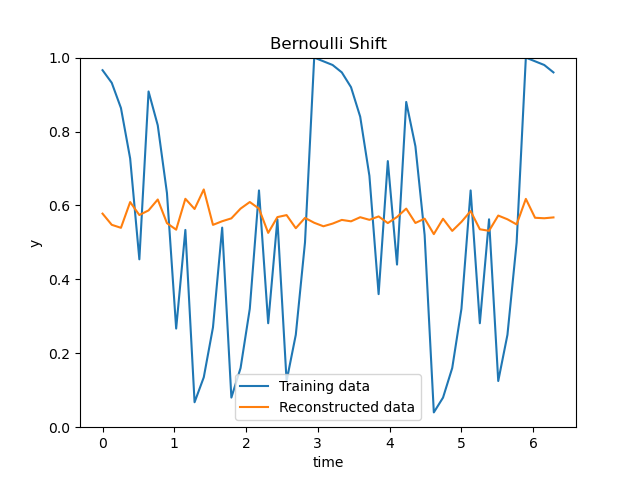 Bernoulli Shift
1.0
0.8
0.6
0.4
0.2
0.0
y
0 1 2 3 4 5 6
time
Training data
Reconstructed data